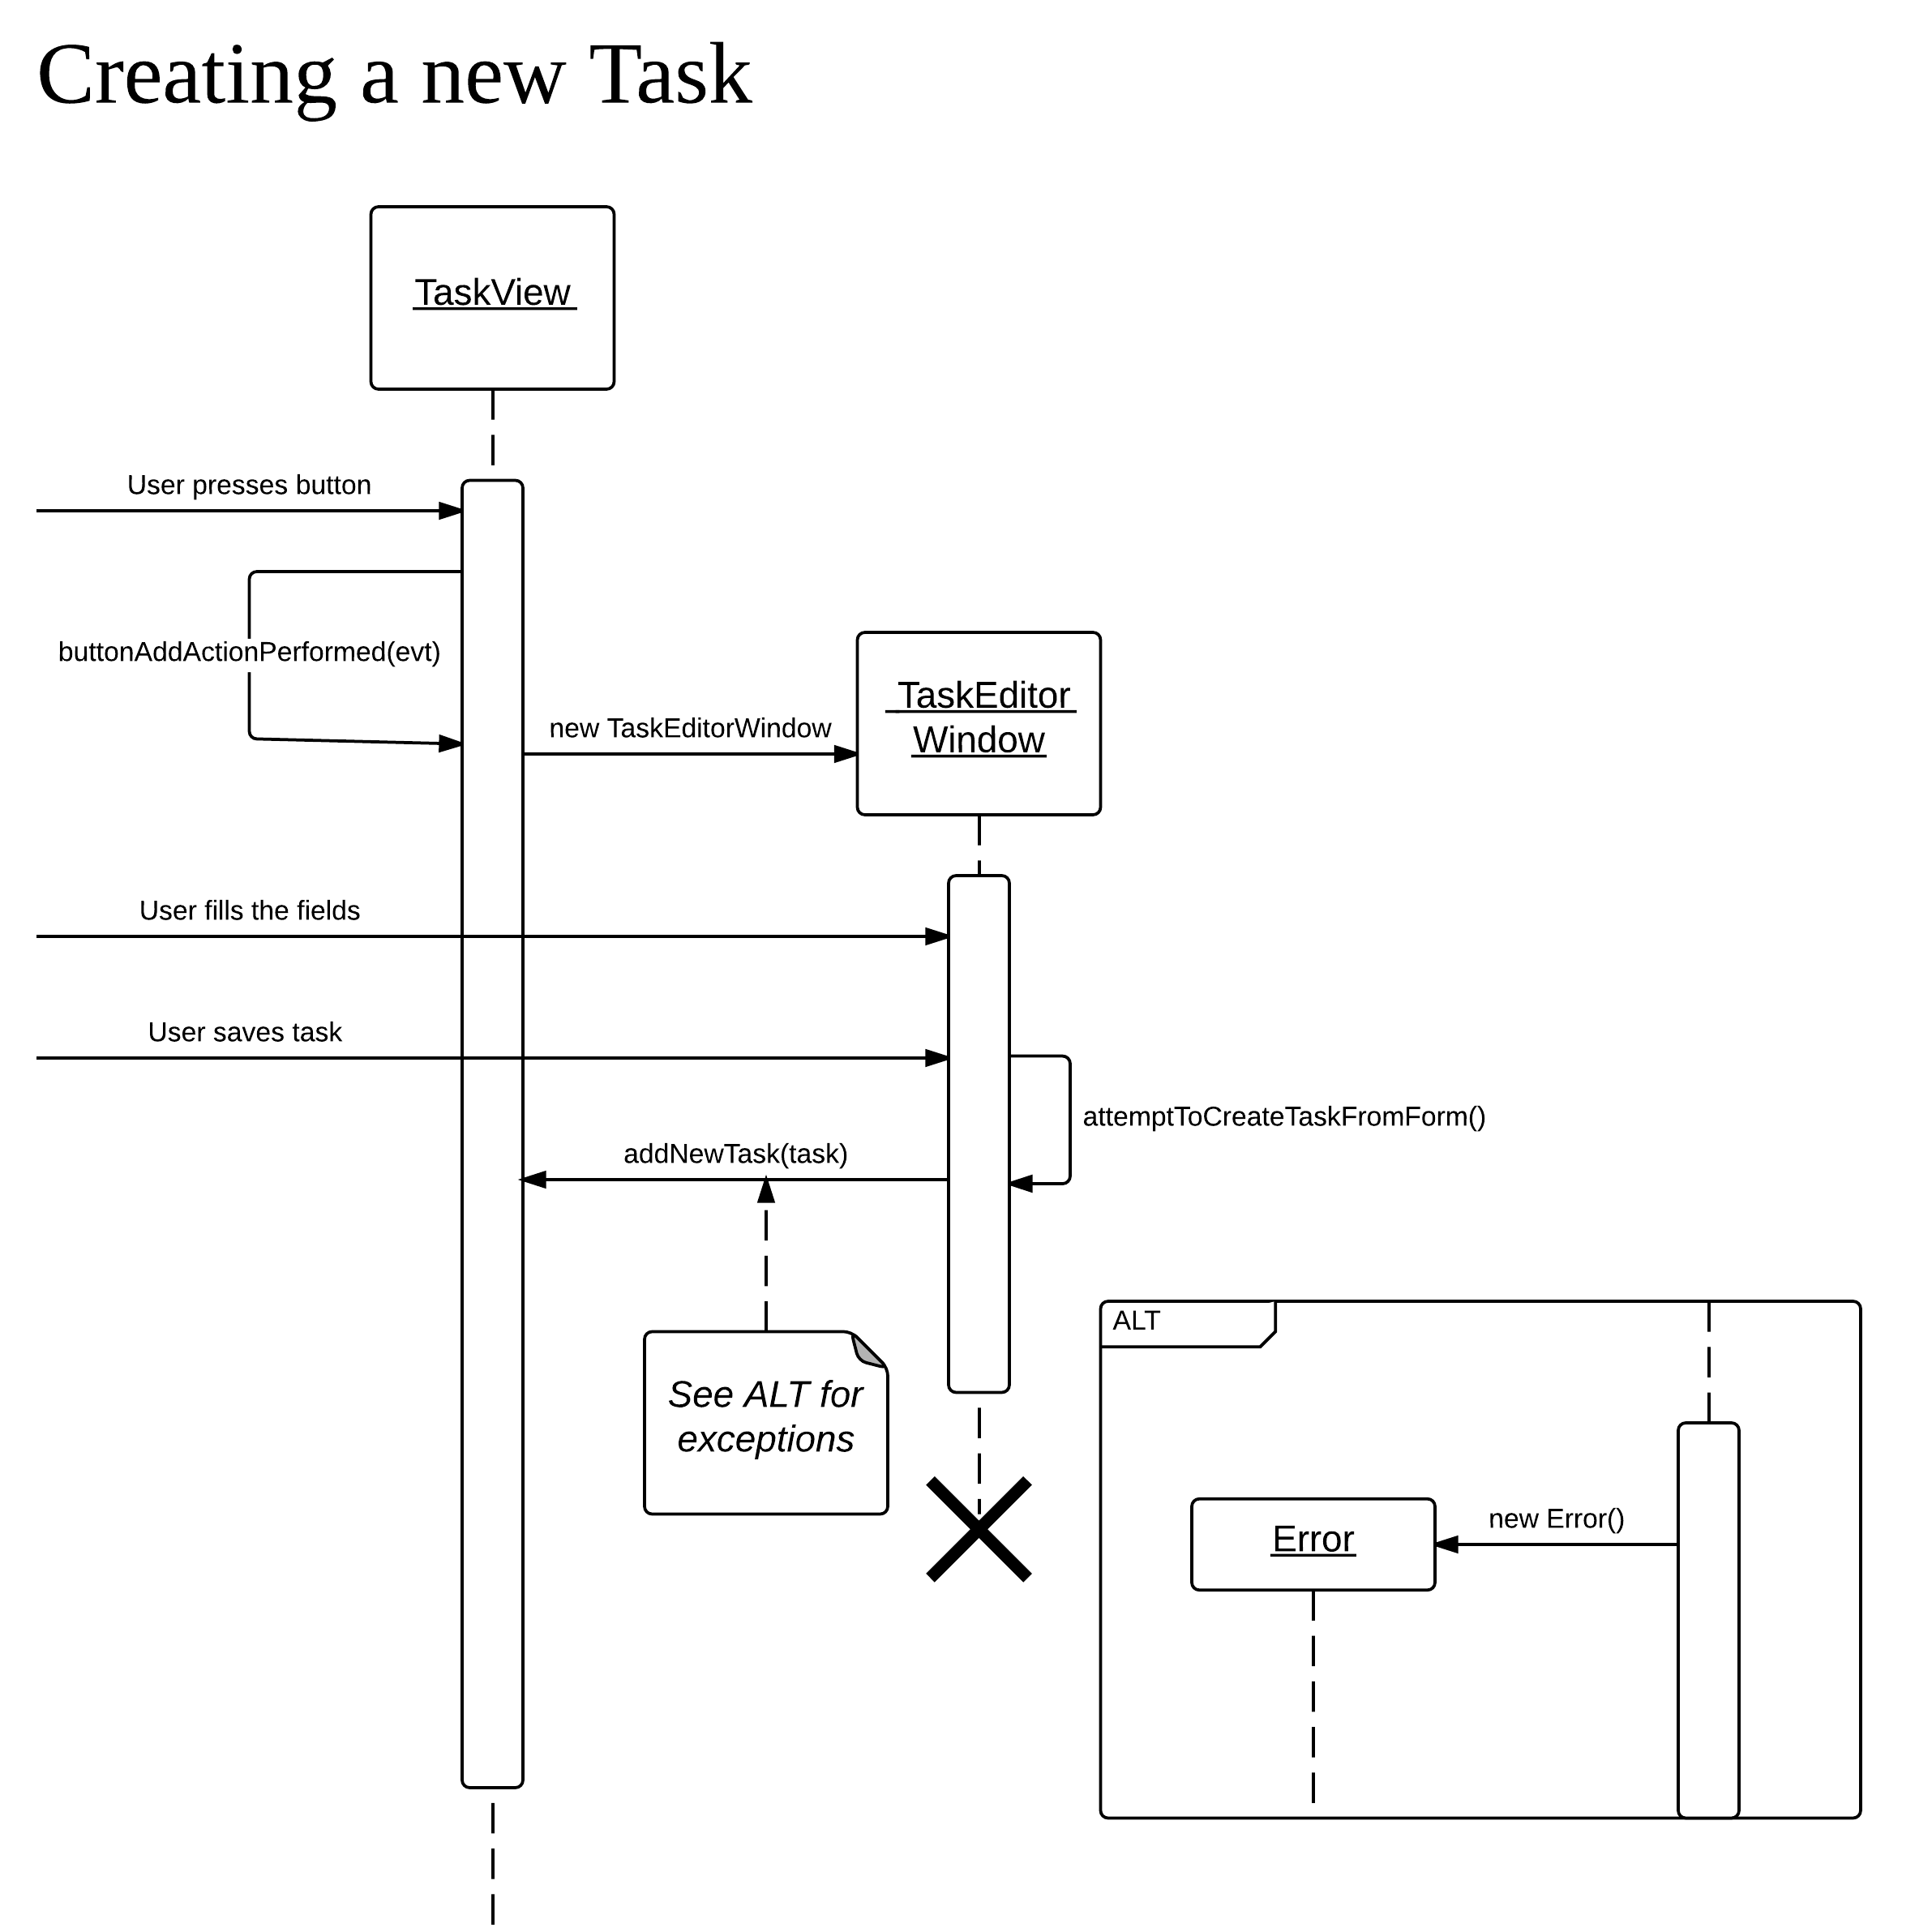 Creating a new Task
TaskView
User presses button
buttonAddActionPerformed(evt)
TaskEditor
Window
new TaskEditorWindow
User fills the fields
User saves task
attemptToCreateTaskFromForm()
addNewTask(task)
ALT
See ALT for
exceptions
new Error()
Error